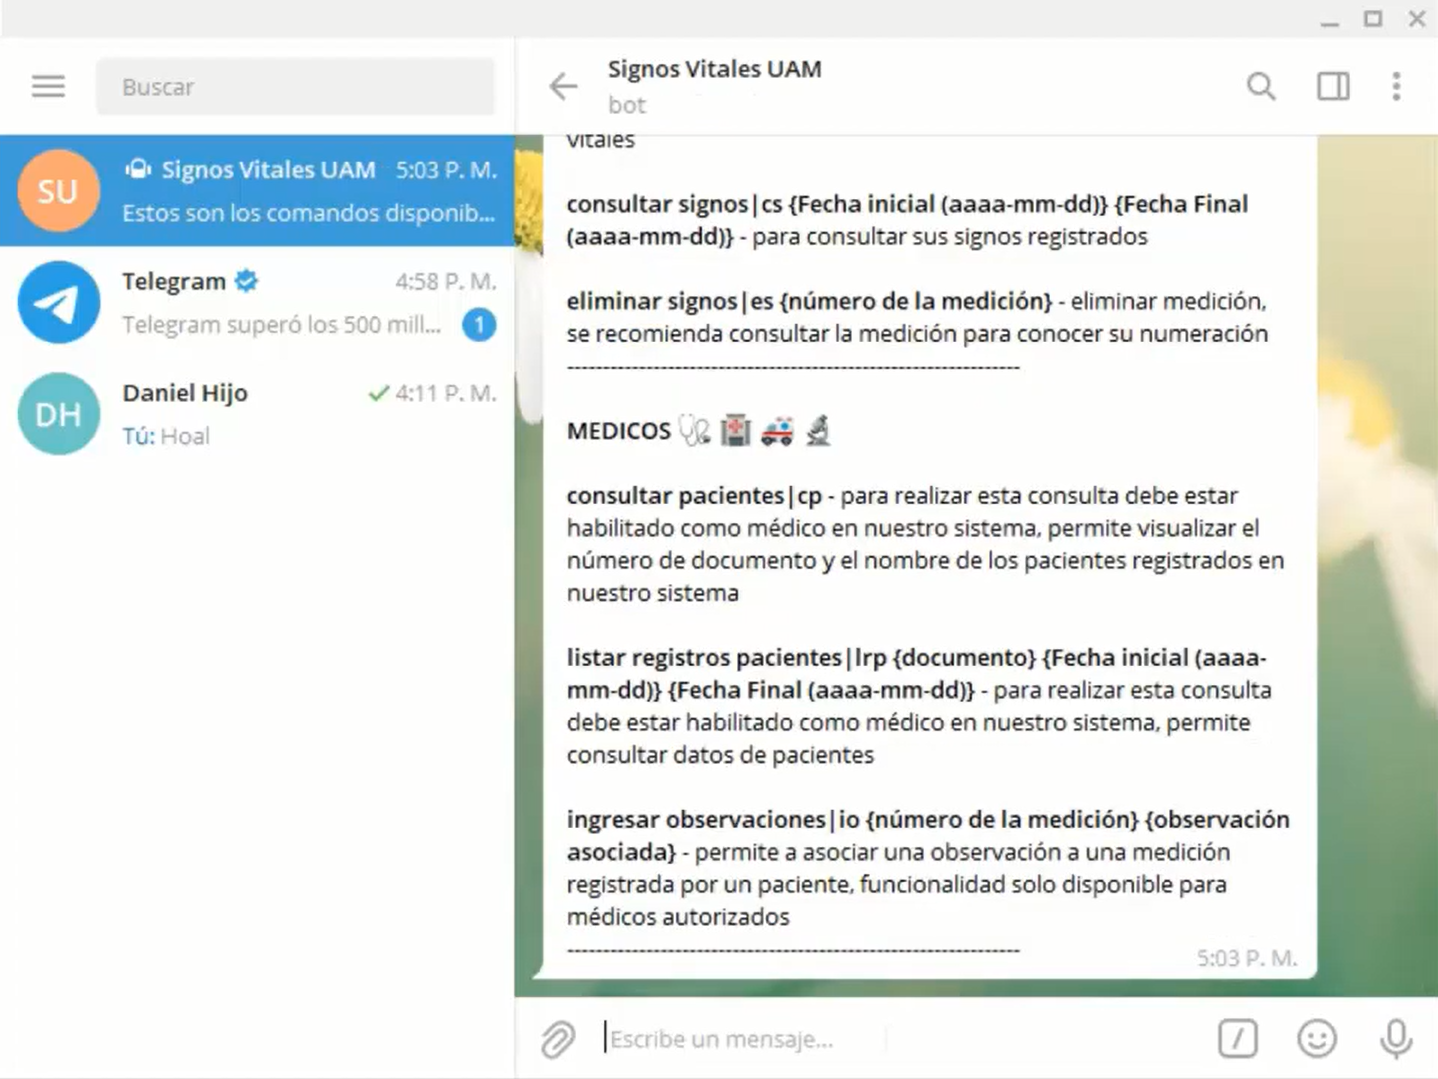 Buscar
SU
Signos Vitales UAM 5:03 P. M.
Estos son los comandos disponib...
Telegram 4:58 P. M.
Telegram superó los 500 mill... 1
DH
Daniel Hijo 4:11 P. M.
Tú: Hoal
Signos Vitales UAM
bot
vitales
consultar signos|cs {Fecha inicial (aaaa-mm-dd)} {Fecha Final
(aaaa-mm-dd)} - para consultar sus signos registrados
eliminar signos|es {número de la medición} - eliminar medición,
se recomienda consultar la medición para conocer su numeración
---------------------------------------------------------------
MEDICOS
consultar pacientes|cp - para realizar esta consulta debe estar
habilitado como médico en nuestro sistema, permite visualizar el
número de documento y el nombre de los pacientes registrados en
nuestro sistema
listar registros pacientes|lrp {documento} {Fecha inicial (aaaa-
mm-dd)} {Fecha Final (aaaa-mm-dd)} - para realizar esta consulta
debe estar habilitado como médico en nuestro sistema, permite
consultar datos de pacientes
ingresar observaciones|io {número de la medición} {observación
asociada} - permite a asociar una observación a una medición
registrada por un paciente, funcionalidad solo disponible para
médicos autorizados
---------------------------------------------------------------
5:03 P. M.
Escribe un mensaje...